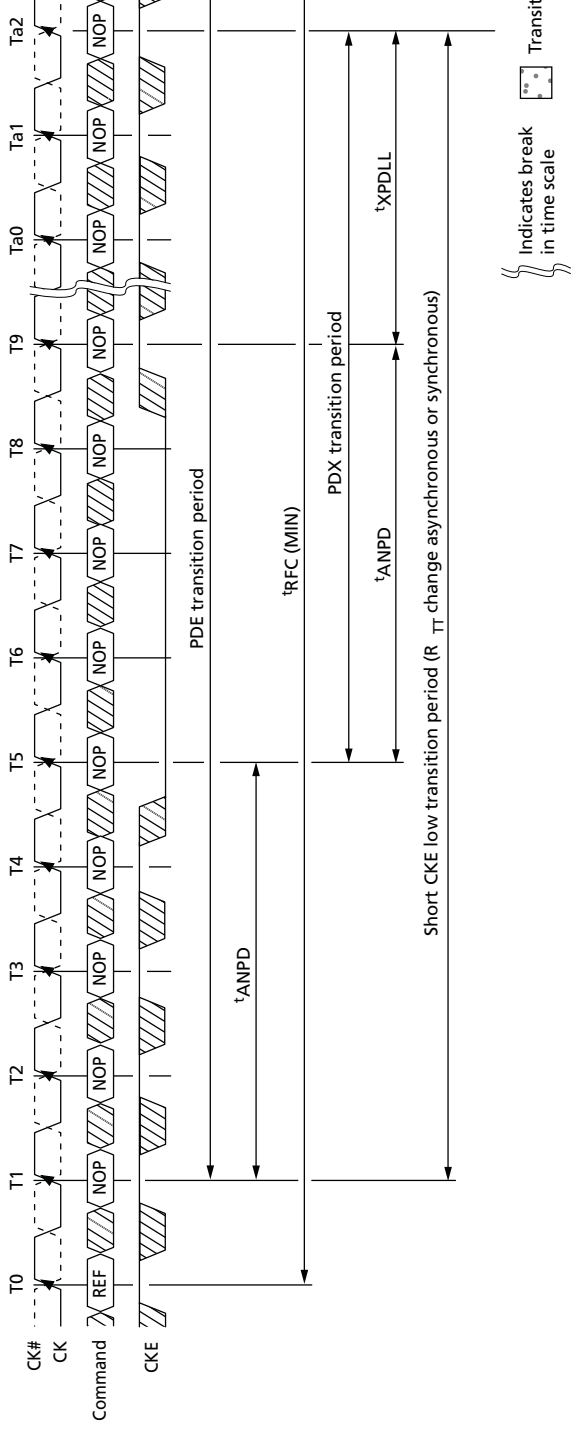 T0 T1 T2 T3 T4 T5 T6 T7 T8 T9 Ta0 Ta1 Ta2
CK#
CK
Command REF NOP NOP NOP NOP NOP NOP NOP NOP NOP NOP NOP NOP
CKE
PDE transition period
tANPD
tRFC (MIN)
PDX transition period
tANPD tXPDLL
Short CKE low transition period (R TT change asynchronous or synchronous)
Indicates break
in time scale